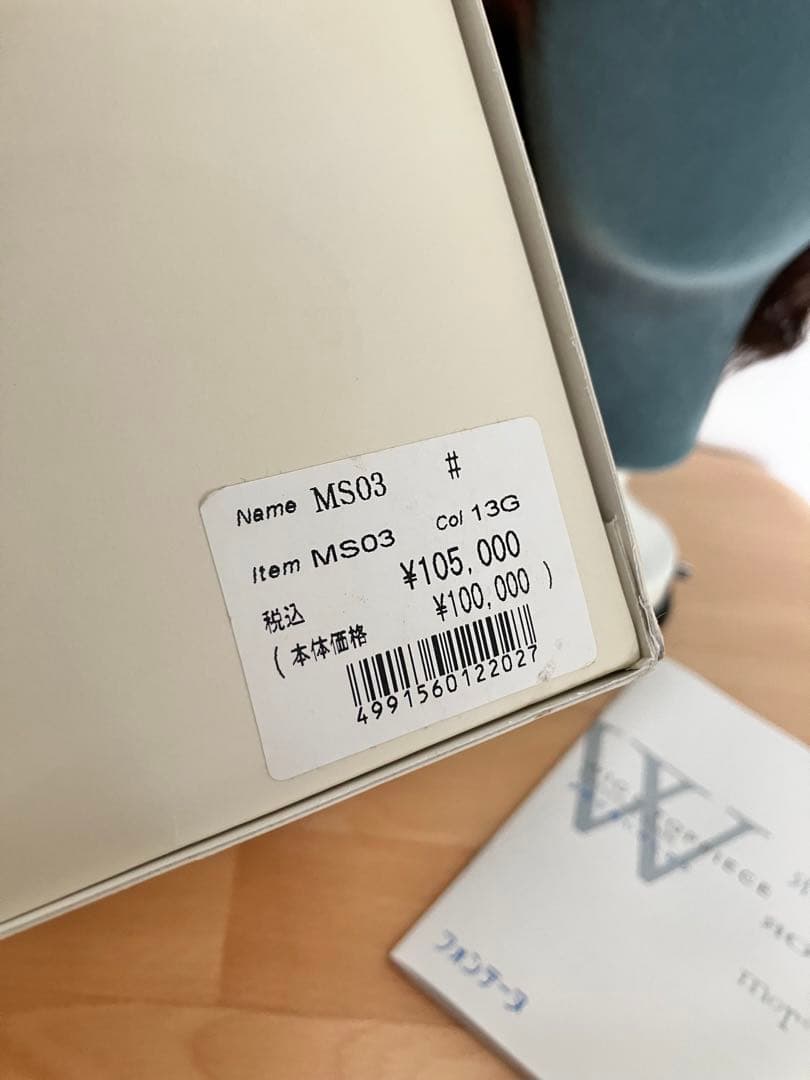 Name MS03 #
Item MS03 Col 13G
税込 ¥105,000
(本体価格 ¥100,000 )
4991560122027
W
フォンテーヌ